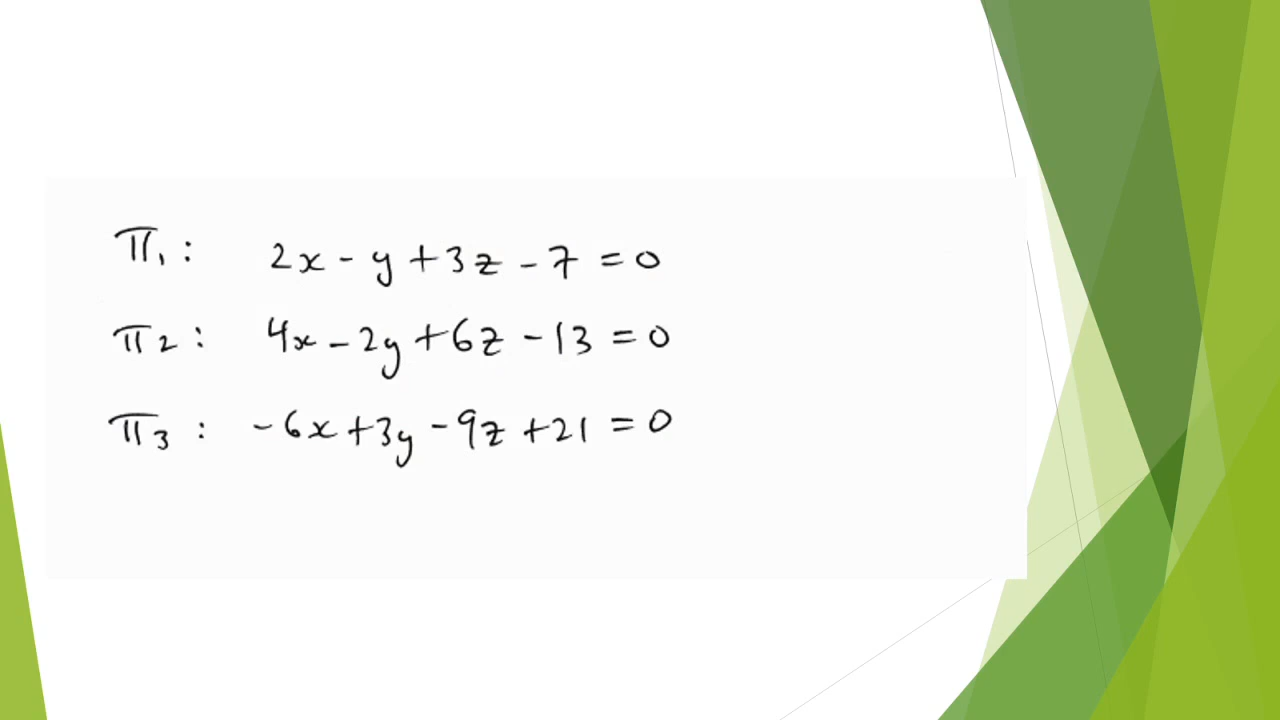 π₁ : 2x - y + 3z - 7 = 0
π₂ : 4x - 2y + 6z - 13 = 0
π₃ : -6x + 3y - 9z + 21 = 0